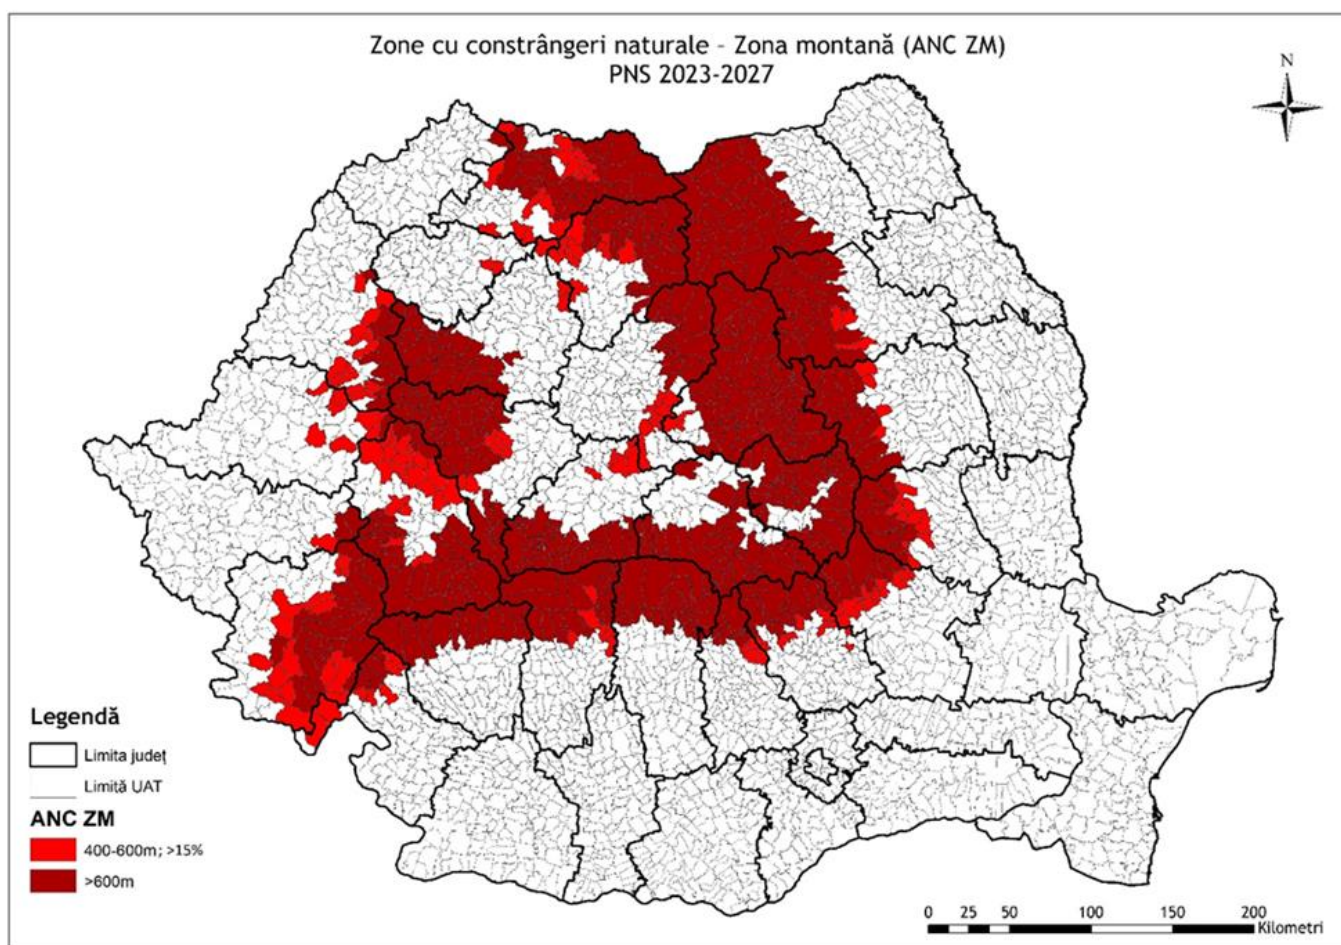 Zone cu constrângeri naturale – Zona montană (ANC ZM)
PNS 2023-2027
N
Legendă
Limita județ
Limită UAT
ANC ZM
400-600m; >15%
>600m
0 25 50 100 150 200
Kilometri